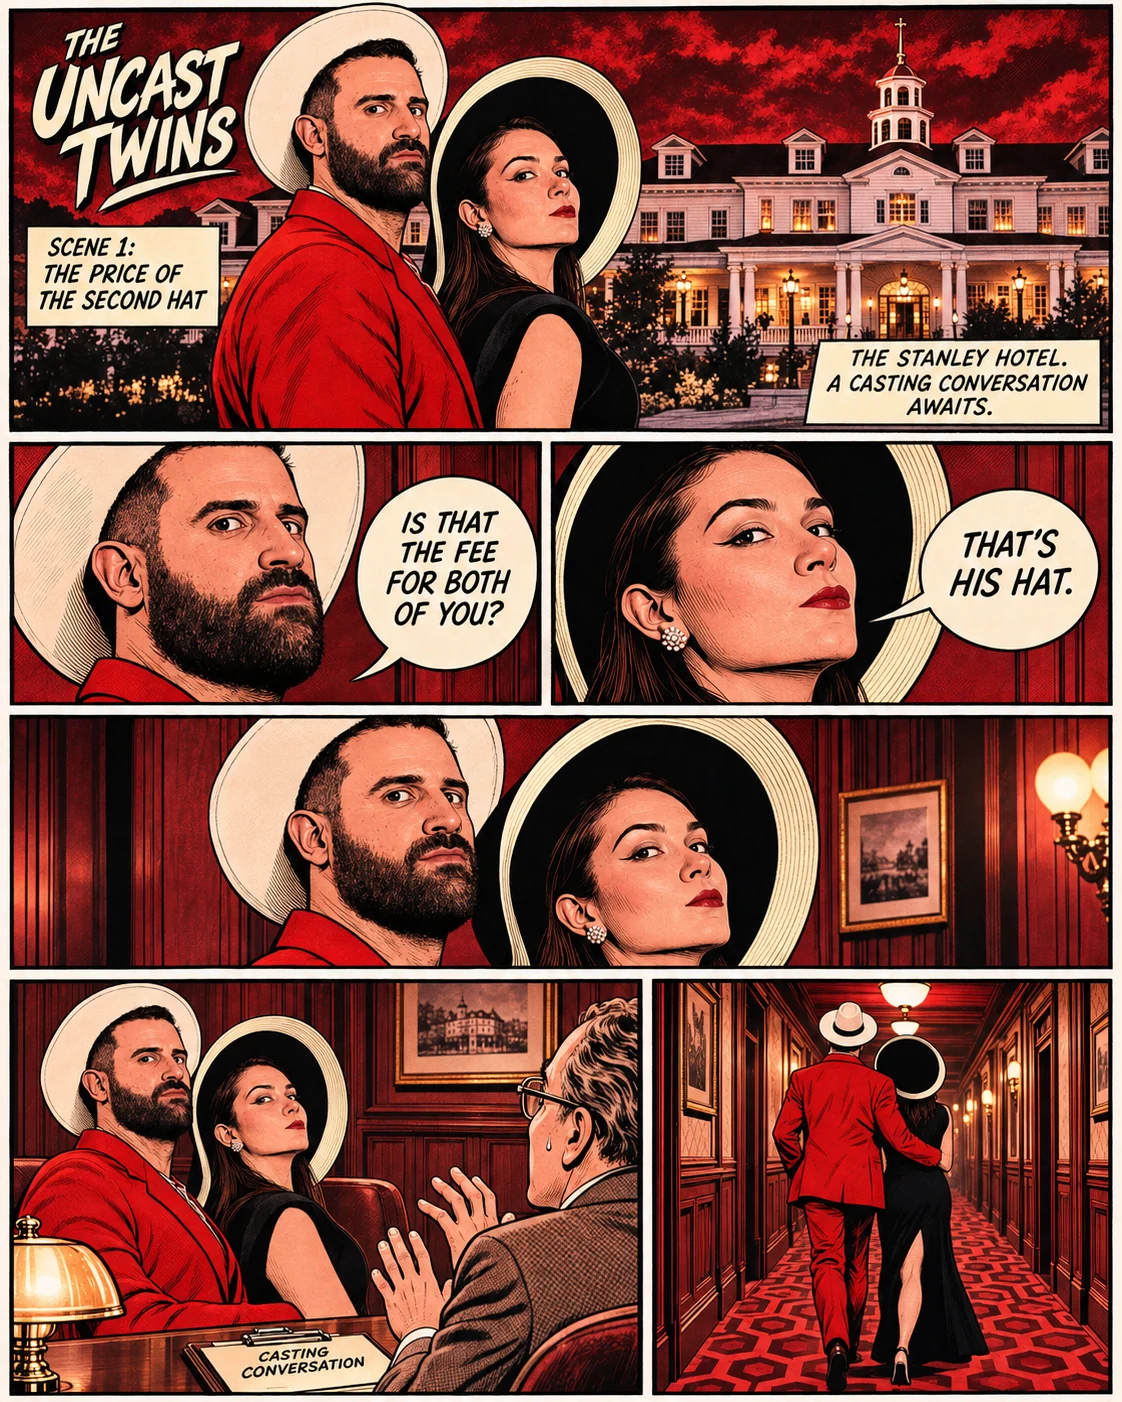 THE
UNCAST
TWINS
SCENE 1:
THE PRICE OF
THE SECOND HAT
THE STANLEY HOTEL.
A CASTING CONVERSATION
AWAITS.
IS THAT
THE FEE
FOR BOTH
OF YOU?
THAT'S
HIS HAT.
CASTING
CONVERSATION